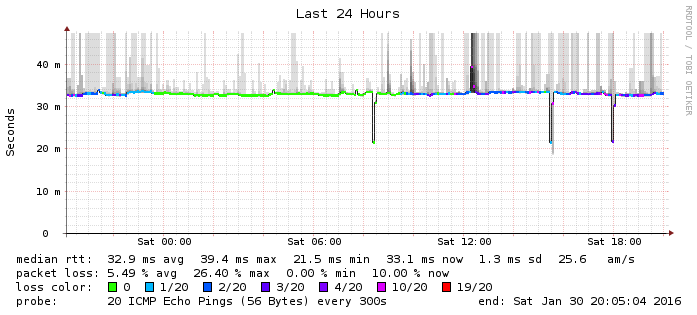 Last 24 Hours
RRDTOOL / TOBI OETIKER
Seconds
40 m
30 m
20 m
10 m
0
Sat 00:00 Sat 06:00 Sat 12:00 Sat 18:00
median rtt: 32.9 ms avg 39.4 ms max 21.5 ms min 33.1 ms now 1.3 ms sd 25.6 am/s
packet loss: 5.49 % avg 26.40 % max 0.00 % min 10.00 % now
loss color: 0 1/20 2/20 3/20 4/20 10/20 19/20
probe: 20 ICMP Echo Pings (56 Bytes) every 300s end: Sat Jan 30 20:05:04 2016